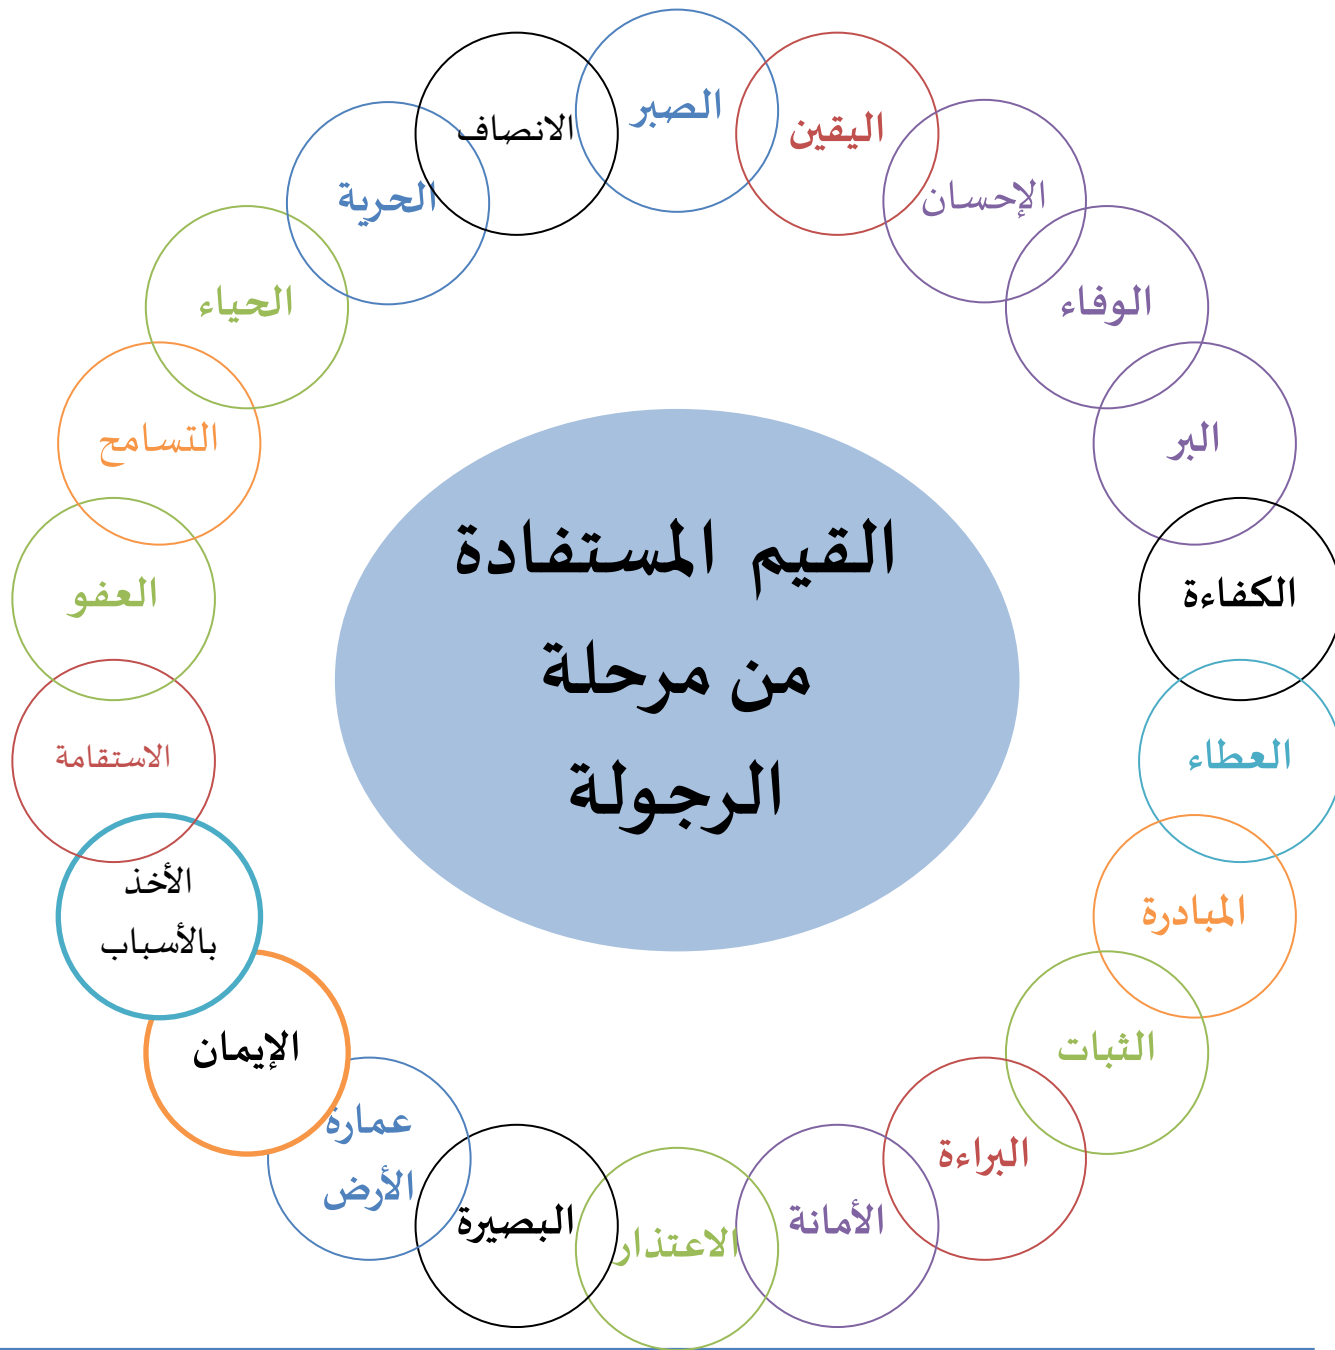 القيم المستفادة
من مرحلة
الرجولة
الصبر
اليقين
الإحسان
الوفاء
البر
الكفاءة
العطاء
المبادرة
الثبات
البراءة
الأمانة
الاعتذار
البصيرة
عمارة
الأرض
الإيمان
الأخذ
بالأسباب
الاستقامة
العفو
التسامح
الحياء
الحرية
الانصاف